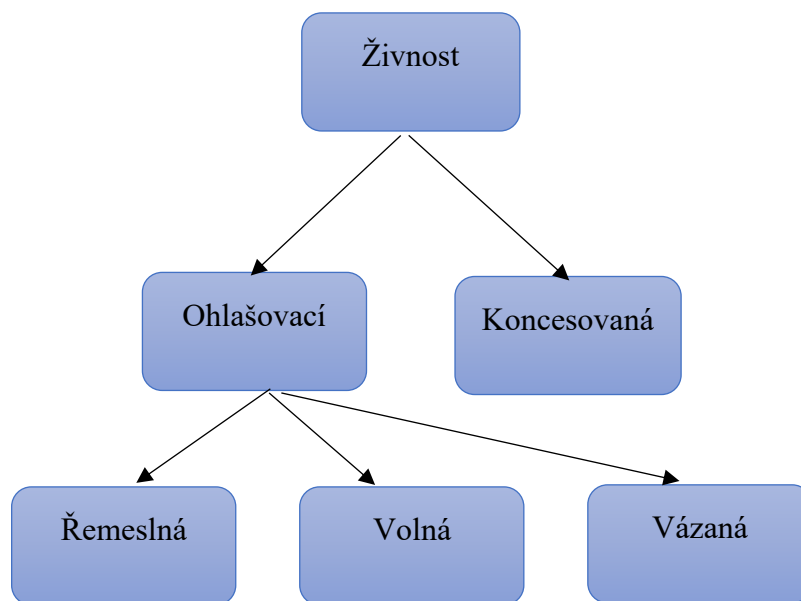 Živnost
Ohlašovací
Koncesovaná
Řemeslná
Volná
Vázaná